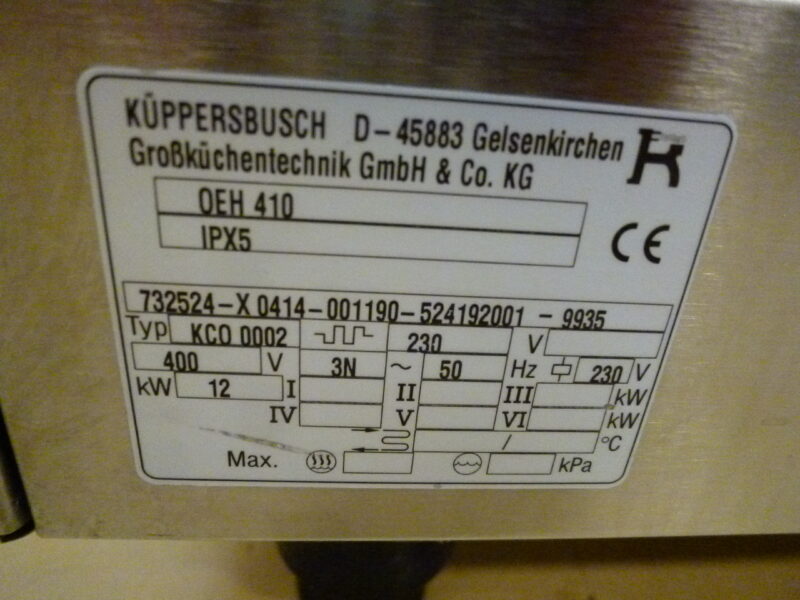 KÜPPERSBUSCH D-45883 Gelsenkirchen
Großküchentechnik GmbH & Co. KG
OEH 410
IPX5
CE
732524-X 0414-001190-524192001 - 9935
Typ KCO 0002 230 V
400 V 3N ~ 50 Hz 230 V
kW 12 I II III kW
IV V VI kW
/ °C
Max. kPa